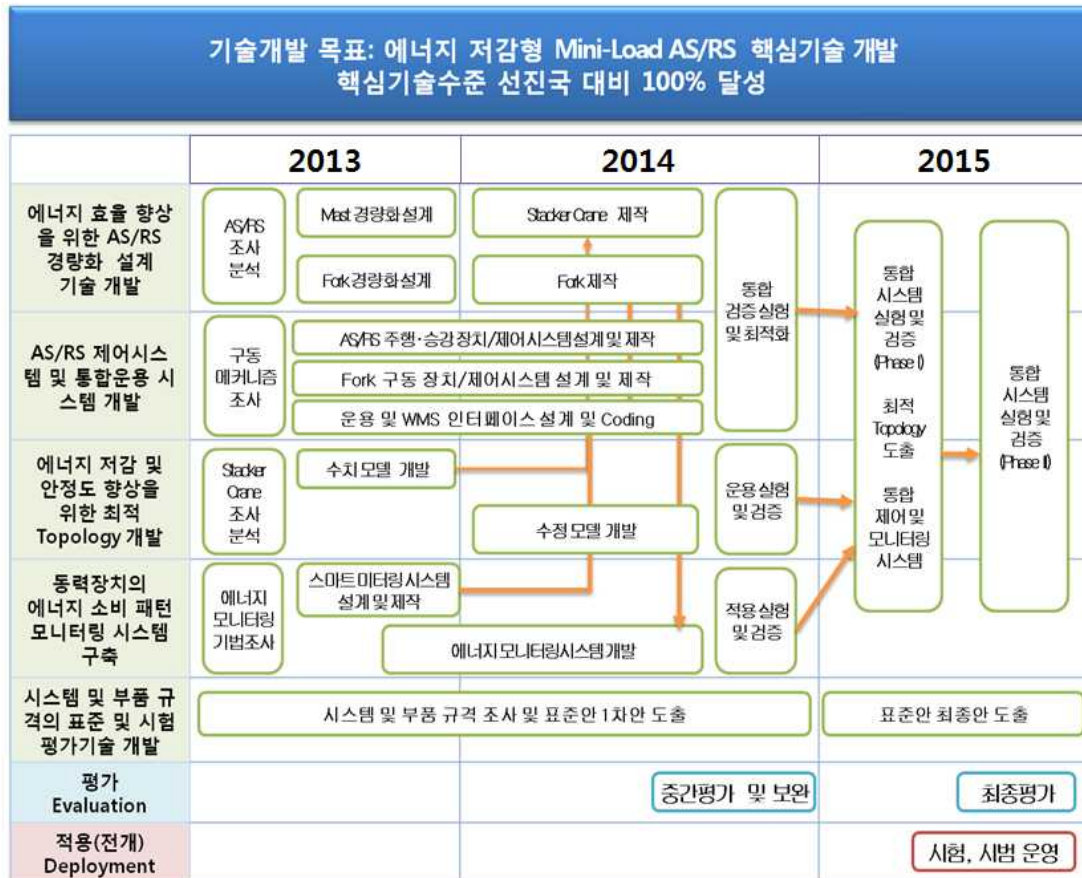 기술개발 목표: 에너지 저감형 Mini-Load AS/RS 핵심기술 개발
핵심기술수준 선진국 대비 100% 달성
2013
2014
2015
에너지 효율 향상
을 위한 AS/RS
경량화 설계
기술 개발
AS/RS
조사
분석
Mast 경량화설계
Fork 경량화설계
Stacker Crane 제작
Fork 제작
통합
검증 실험
및 최적화
통합
시스템
실험 및
검증
(Phase I)
최적
Topology
도출
통합
제어 및
모니터링
시스템
통합
시스템
실험 및
검증
(Phase II)
AS/RS 제어시스
템 및 통합운용 시
스템 개발
구동
메커니즘
조사
AS/RS 주행·승강장치/제어시스템설계 및 제작
Fork 구동 장치/제어시스템 설계 및 제작
운용 및 WMS 인터페이스 설계 및 Coding
에너지 저감 및
안정도 향상을
위한 최적
Topology 개발
Stacker
Crane
조사
분석
수치 모델 개발
수정 모델 개발
운용 실험
및 검증
동력장치의
에너지 소비 패턴
모니터링 시스템
구축
에너지
모니터링
기법조사
스마트 미터링 시스템
설계 및 제작
에너지 모니터링시스템 개발
적용 실험
및 검증
시스템 및 부품 규
격의 표준 및 시험
평가기술 개발
시스템 및 부품 규격 조사 및 표준안 1차안 도출
표준안 최종안 도출
평가
Evaluation
중간평가 및 보완
최종평가
적용(전개)
Deployment
시험, 시범 운영